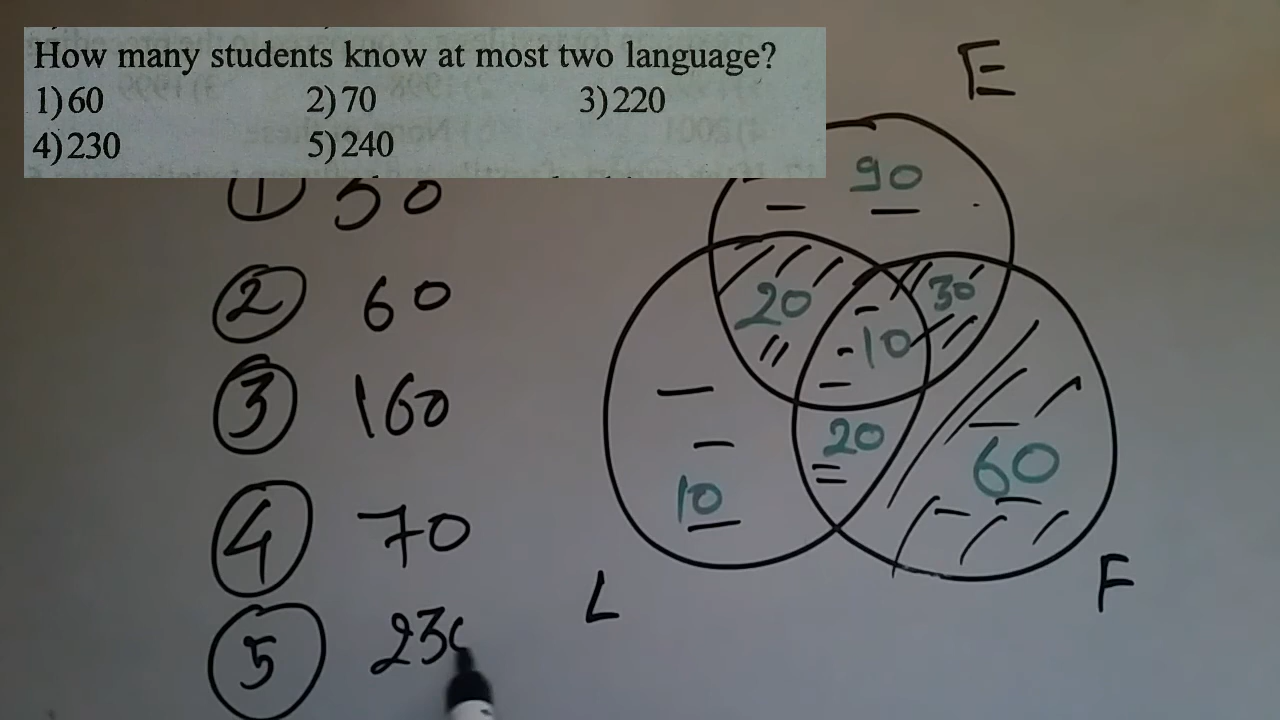 How many students know at most two language?
1) 60 2) 70 3) 220
4) 230 5) 240
E
90
1 50
2 60
20 30
10
3 160
20
60
10
4 70
L F
5 230